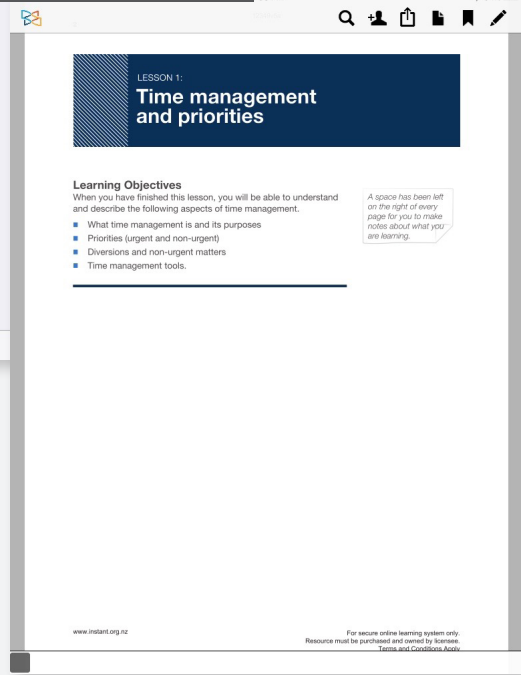 LESSON 1:
Time management
and priorities
Learning Objectives
When you have finished this lesson, you will be able to understand
and describe the following aspects of time management.
What time management is and its purposes
Priorities (urgent and non-urgent)
Diversions and non-urgent matters
Time management tools.
A space has been left
on the right of every
page for you to make
notes about what you
are learning.
www.instant.org.nz
For secure online learning system only.
Resource must be purchased and owned by licensee.
Terms and Conditions Apply